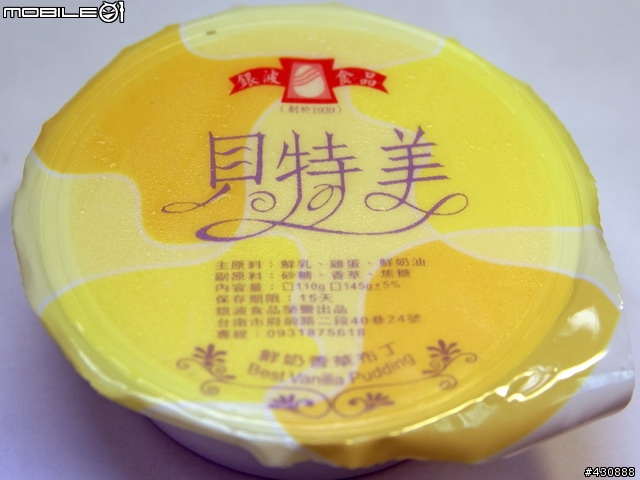 MOBILE01
銀波 食品
(創於1939)
貝特美
主原料：鮮乳、雞蛋、鮮奶油
副原料：砂糖、香草、焦糖
內容量：□110g □145g±5%
保存期限：15天
銀波食品榮譽出品
台南市府前路二段40巷24號
專線：0931875618
鮮奶香草布丁
Best Vanilla Pudding
#430888